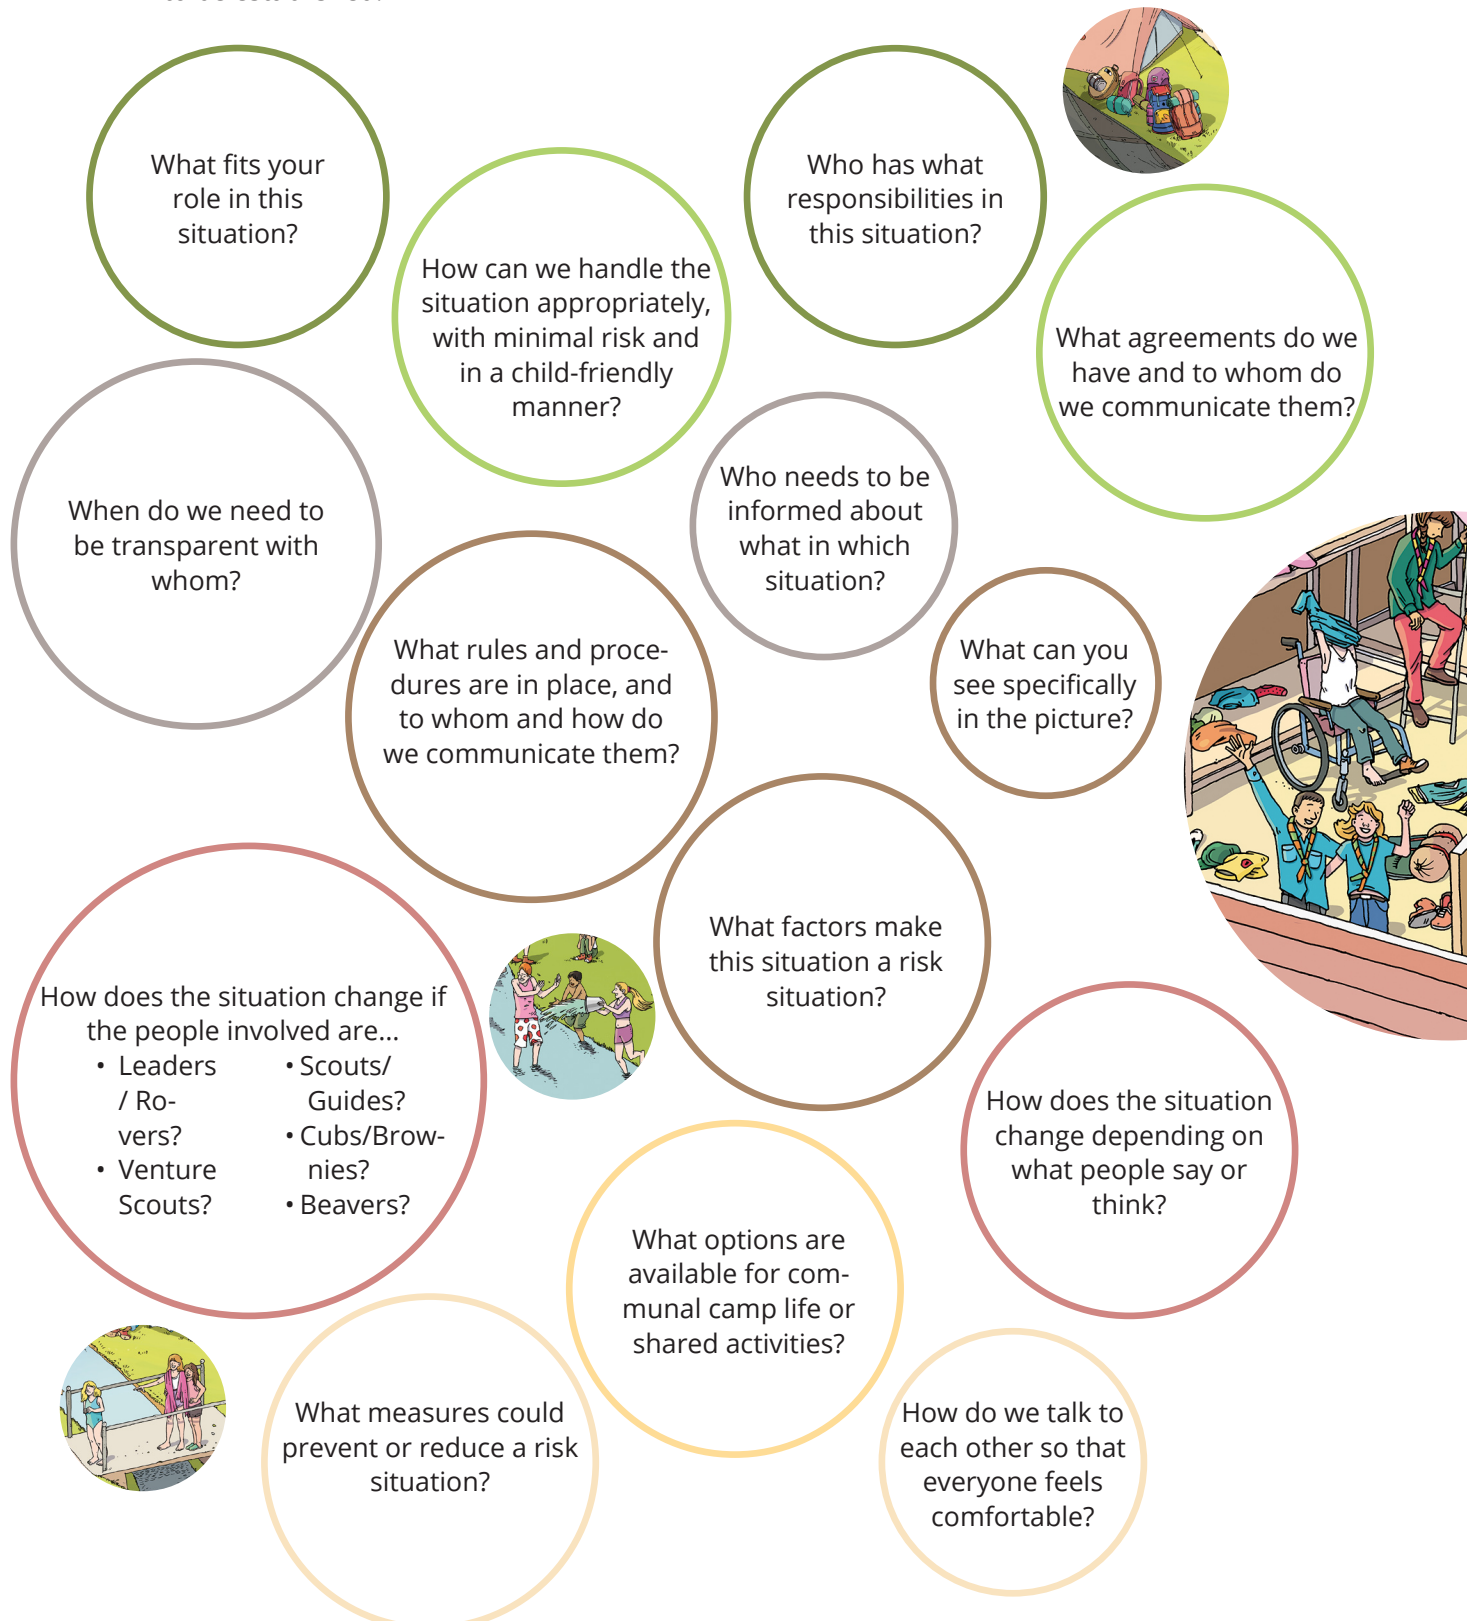 What fits your
role in this
situation?
Who has what
responsibilities in
this situation?
How can we handle the
situation appropriately,
with minimal risk and
in a child-friendly
manner?
What agreements do we
have and to whom do
we communicate them?
When do we need to
be transparent with
whom?
Who needs to be
informed about
what in which
situation?
What rules and proce-
dures are in place, and
to whom and how do
we communicate them?
What can you
see specifically
in the picture?
What factors make
this situation a risk
situation?
How does the situation change if
the people involved are...
• Leaders
/ Ro-
vers?
• Venture
Scouts?
• Scouts/
Guides?
• Cubs/Brow-
nies?
• Beavers?
How does the situation
change depending on
what people say or
think?
What options are
available for com-
munal camp life or
shared activities?
What measures could
prevent or reduce a risk
situation?
How do we talk to
each other so that
everyone feels
comfortable?